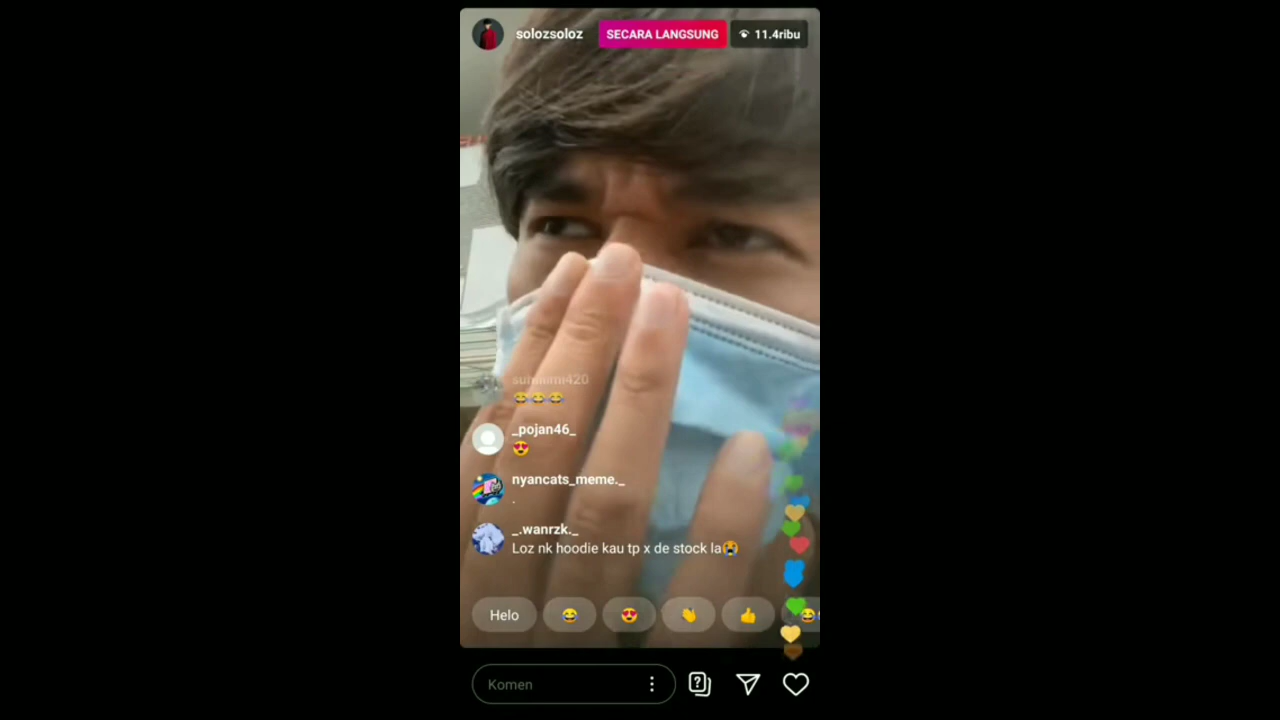 solozsoloz
SECARA LANGSUNG
11.4ribu
😂😂😂
_pojan46_
😍
nyancats_meme._
.
_.wanrzk._
Loz nk hoodie kau tp x de stock la😭
Helo
Komen